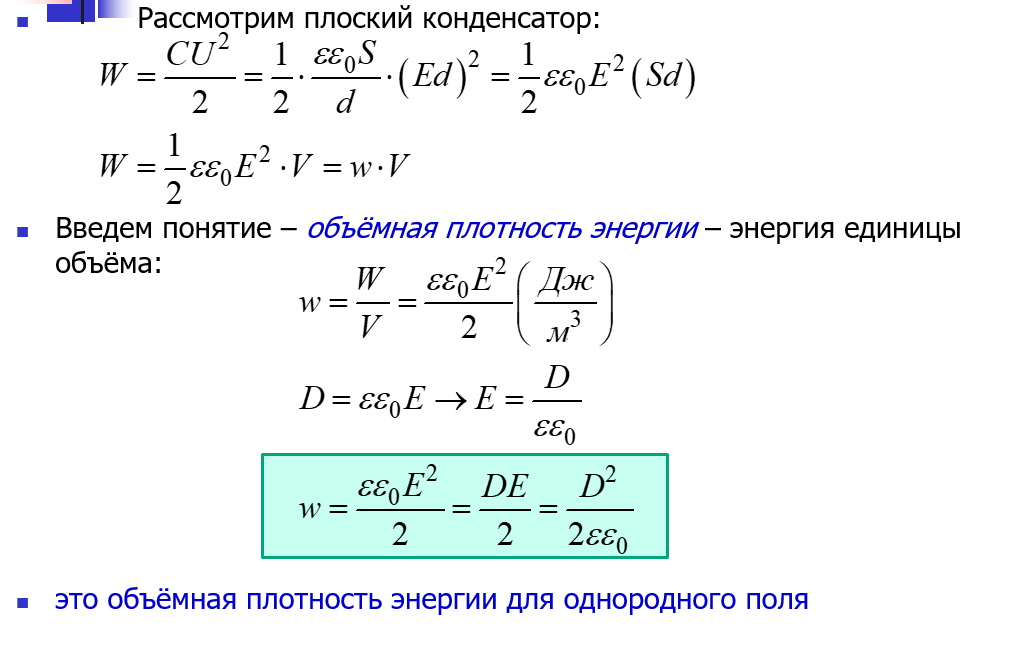 Рассмотрим плоский конденсатор:
W = CU²/2 = 1/2 · εε₀S/d · (Ed)² = 1/2 εε₀E²(Sd)
W = 1/2 εε₀E² · V = w · V
Введем понятие – объёмная плотность энергии – энергия единицы
объёма:
w = W/V = εε₀E²/2 (Дж/м³)
D = εε₀E → E = D/εε₀
w = εε₀E²/2 = DE/2 = D²/2εε₀
это объёмная плотность энергии для однородного поля